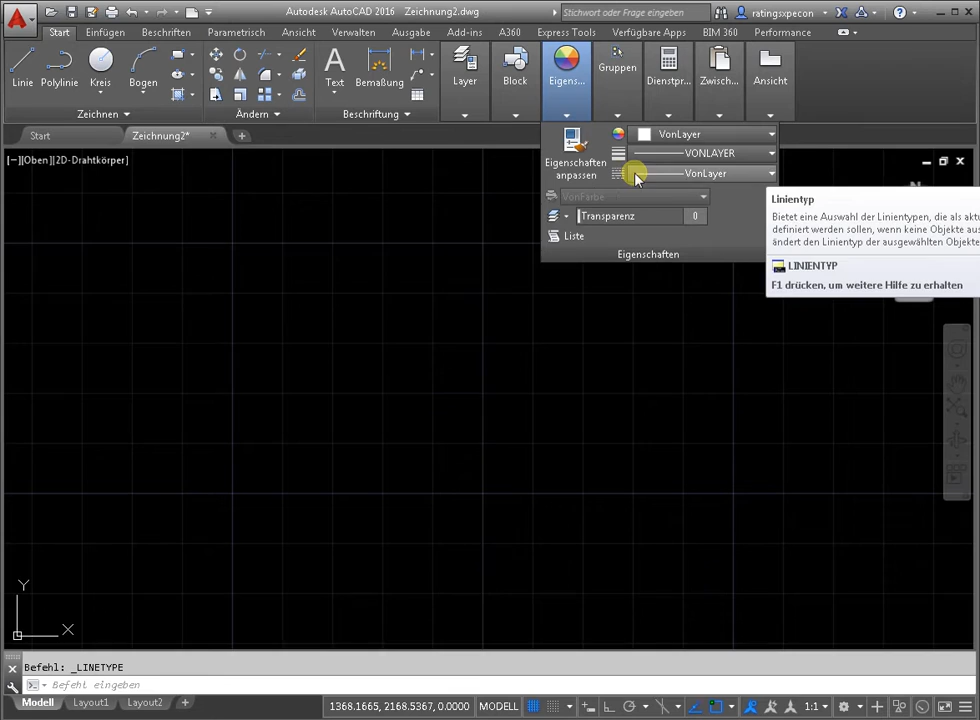 Autodesk AutoCAD 2016 Zeichnung2.dwg
Stichwort oder Frage eingeben
ratingsxpecon
Start Einfügen Beschriften Parametrisch Ansicht Verwalten Ausgabe Add-ins A360 Express Tools Verfügbare Apps BIM 360 Performance
Linie Polylinie Kreis Bogen Text Bemaßung Layer Block Eigens... Gruppen Dienstpr... Zwisch... Ansicht
Zeichnen Ändern Beschriftung
Start Zeichnung2*
[−][Oben][2D-Drahtkörper]
VonLayer
VONLAYER
VonLayer
Eigenschaften
anpassen
VonFarbe
Transparenz 0
Liste
Eigenschaften
Linientyp
Bietet eine Auswahl der Linientypen, die als
definiert werden sollen, wenn keine Objekte
ändert den Linientyp der ausgewählten Objekte
LINIENTYP
F1 drücken, um weitere Hilfe zu erhalten
Y
X
Befehl: _LINETYPE
Befehl eingeben
Modell Layout1 Layout2
1368.1665, 2168.5367, 0.0000 MODELL 1:1